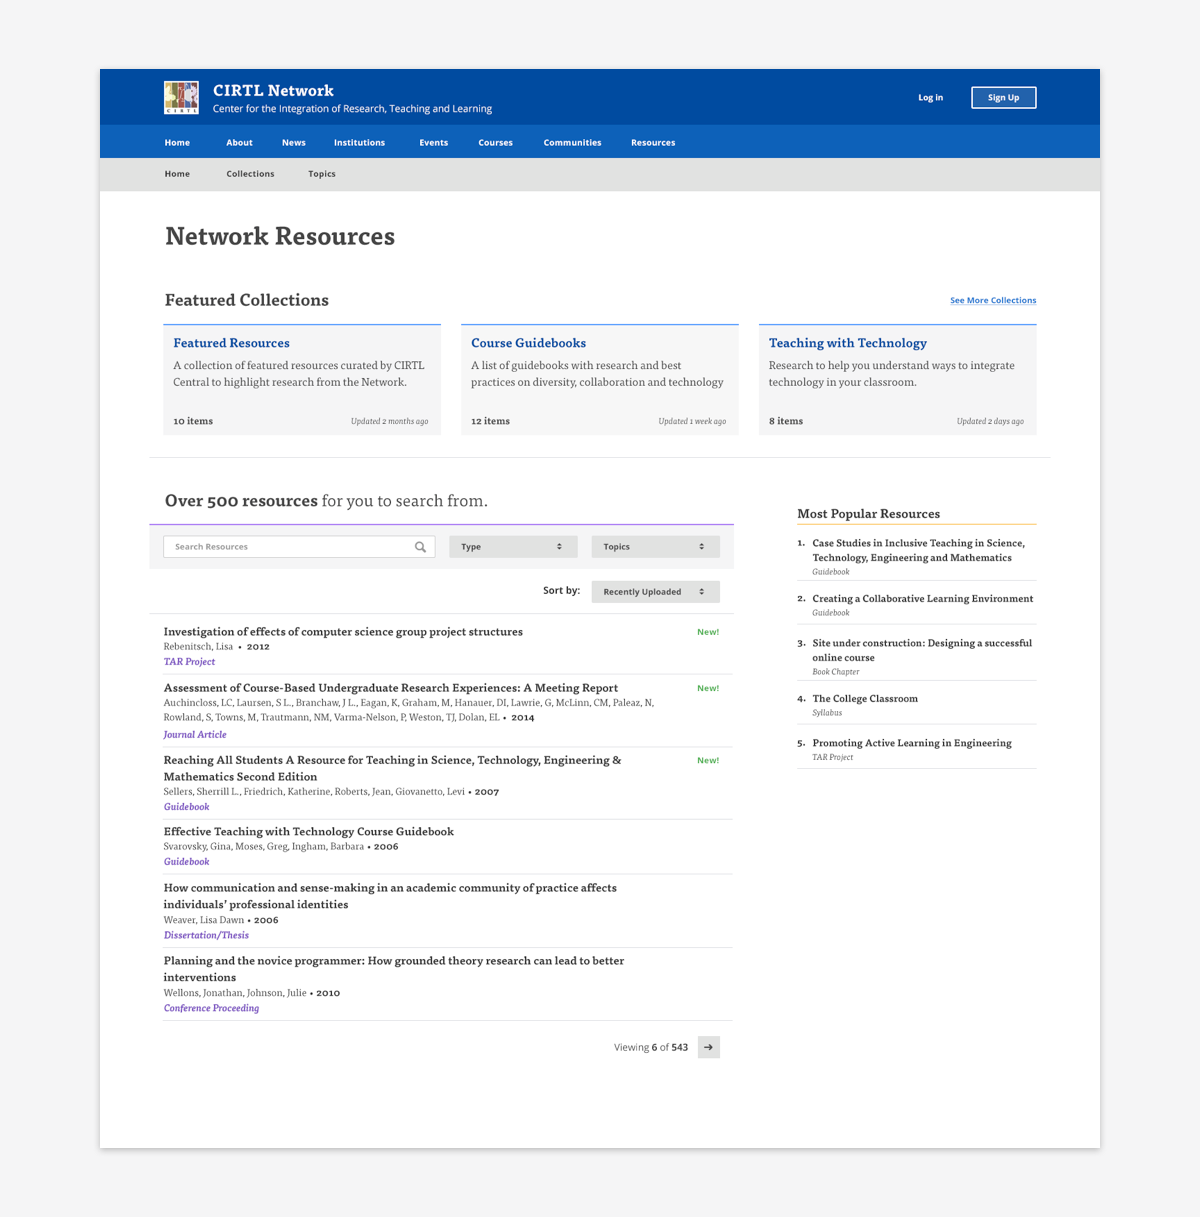 CIRTL
CIRTL Network
Center for the Integration of Research, Teaching and Learning
Log in
Sign Up
Home
About
News
Institutions
Events
Courses
Communities
Resources
Home
Collections
Topics
Network Resources
Featured Collections
See More Collections
Featured Resources
A collection of featured resources curated by CIRTL
Central to highlight research from the Network.
10 items
Updated 2 months ago
Course Guidebooks
A list of guidebooks with research and best
practices on diversity, collaboration and technology
12 items
Updated 1 week ago
Teaching with Technology
Research to help you understand ways to integrate
technology in your classroom.
8 items
Updated 2 days ago
Over 500 resources for you to search from.
Search Resources
Type
Topics
Sort by:
Recently Uploaded
Investigation of effects of computer science group project structures
New!
Rebenitsch, Lisa • 2012
TAR Project
Assessment of Course-Based Undergraduate Research Experiences: A Meeting Report
New!
Auchincloss, LC, Laursen, S L., Branchaw, J L., Eagan, K, Graham, M, Hanauer, DI, Lawrie, G, McLinn, CM, Paleaz, N,
Rowland, S, Towns, M, Trautmann, NM, Varma-Nelson, P, Weston, TJ, Dolan, EL • 2014
Journal Article
Reaching All Students A Resource for Teaching in Science, Technology, Engineering &
Mathematics Second Edition
New!
Sellers, Sherrill L., Friedrich, Katherine, Roberts, Jean, Giovanetto, Levi • 2007
Guidebook
Effective Teaching with Technology Course Guidebook
Svarovsky, Gina, Moses, Greg, Ingham, Barbara • 2006
Guidebook
How communication and sense-making in an academic community of practice affects
individuals’ professional identities
Weaver, Lisa Dawn • 2006
Dissertation/Thesis
Planning and the novice programmer: How grounded theory research can lead to better
interventions
Wellons, Jonathan, Johnson, Julie • 2010
Conference Proceeding
Viewing 6 of 543
Most Popular Resources
1. Case Studies in Inclusive Teaching in Science,
Technology, Engineering and Mathematics
Guidebook
2. Creating a Collaborative Learning Environment
Guidebook
3. Site under construction: Designing a successful
online course
Book Chapter
4. The College Classroom
Syllabus
5. Promoting Active Learning in Engineering
TAR Project